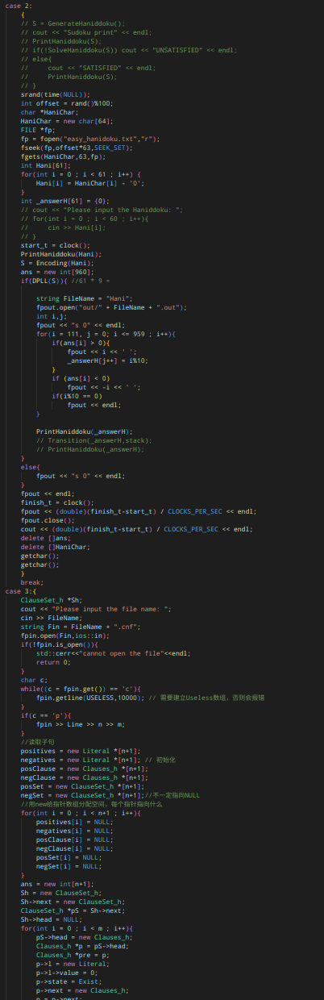 case 2:
{
// S = GenerateHaniddoku();
// cout << "Sudoku print" << endl;
// PrintHaniddoku(S);
// if(!SolveHaniddoku(S)) cout << "UNSATISFIED" << endl;
// else{
//     cout << "SATISFIED" << endl;
//     PrintHaniddoku(S);
// }
srand(time(NULL));
int offset = rand()%100;
char *HaniChar;
HaniChar = new char[64];
FILE *fp;
fp = fopen("easy_hanidoku.txt","r");
fseek(fp,offset*63,SEEK_SET);
fgets(HaniChar,63,fp);
int Hani[61];
for(int i = 0 ; i < 61 ; i++) {
Hani[i] = HaniChar[i] - '0';
}
int _answerH[61] = {0};
// cout << "Please input the Haniddoku: ";
// for(int i = 0 ; i < 60 ; i++){
//     cin >> Hani[i];
// }
start_t = clock();
PrintHaniddoku(Hani);
S = Encoding(Hani);
ans = new int[960];
if(DPLL(S)){ //61 * 9 =
string FileName = "Hani";
fpout.open("out/" + FileName + ".out");
int i,j;
fpout << "s 0" << endl;
for(i = 111, j = 0; i <= 959 ; i++){
if(ans[i] > 0){
fpout << i << ' ';
_answerH[j++] = i%10;
}
if (ans[i] < 0)
fpout << -i << ' ';
if(i%10 == 0)
fpout << endl;
}
PrintHaniddoku(_answerH);
// Transition(_answerH,stack);
// PrintHaniddoku(_answerH);
}
else{
fpout << "s 0" << endl;
}
fpout << endl;
finish_t = clock();
fpout << (double)(finish_t-start_t) / CLOCKS_PER_SEC << endl;
fpout.close();
cout << (double)(finish_t-start_t) / CLOCKS_PER_SEC << endl;
delete []ans;
delete []HaniChar;
getchar();
getchar();
}
break;
case 3:{
ClauseSet_h *Sh;
cout << "Please input the file name: ";
cin >> FileName;
string Fin = FileName + ".cnf";
fpin.open(Fin,ios::in);
if(!fpin.is_open()){
std::cerr<<"cannot open the file"<<endl;
return 0;
}
char c;
while((c = fpin.get()) == 'c'){
fpin.getline(USELESS,10000); // 需要建立Useless数组，否则会报错
}
if(c == 'p'){
fpin >> Line >> n >> m;
}
//读取子句
positives = new Literal *[n+1];
negatives = new Literal *[n+1]; // 初始化
posClause = new Clauses_h *[n+1];
negClause = new Clauses_h *[n+1];
posSet = new ClauseSet_h *[n+1];
negSet = new ClauseSet_h *[n+1];//不一定指向NULL
//用new给指针数组分配空间，每个指针指向什么
for(int i = 0 ; i < n+1 ; i++){
positives[i] = NULL;
negatives[i] = NULL;
posClause[i] = NULL;
negClause[i] = NULL;
posSet[i] = NULL;
negSet[i] = NULL;
}
ans = new int[n+1];
Sh = new ClauseSet_h;
Sh->next = new ClauseSet_h;
ClauseSet_h *pS = Sh->next;
Sh->head = NULL;
for(int i = 0 ; i < m ; i++){
pS->head = new Clauses_h;
Clauses_h *p = pS->head;
Clauses_h *pre = p;
p->l = new Literal;
p->l->value = 0;
p->state = Exist;
p->next = new Clauses_h;
p = p->next;